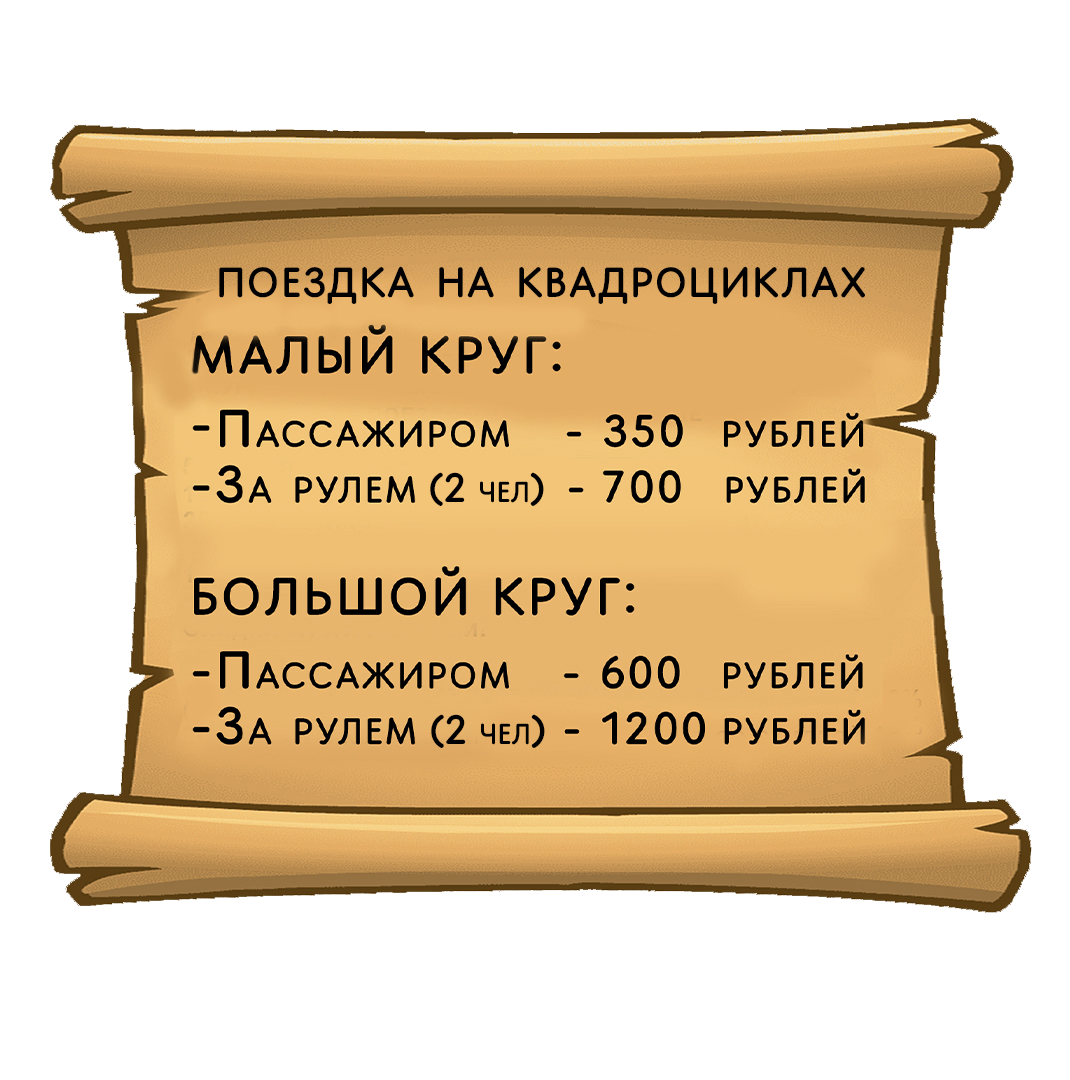 ПОЕЗДКА НА КВАДРОЦИКЛАХ
МАЛЫЙ КРУГ:
-ПАССАЖИРОМ - 350 РУБЛЕЙ
-ЗА РУЛЕМ (2 ЧЕЛ) - 700 РУБЛЕЙ
БОЛЬШОЙ КРУГ:
-ПАССАЖИРОМ - 600 РУБЛЕЙ
-ЗА РУЛЕМ (2 ЧЕЛ) - 1200 РУБЛЕЙ